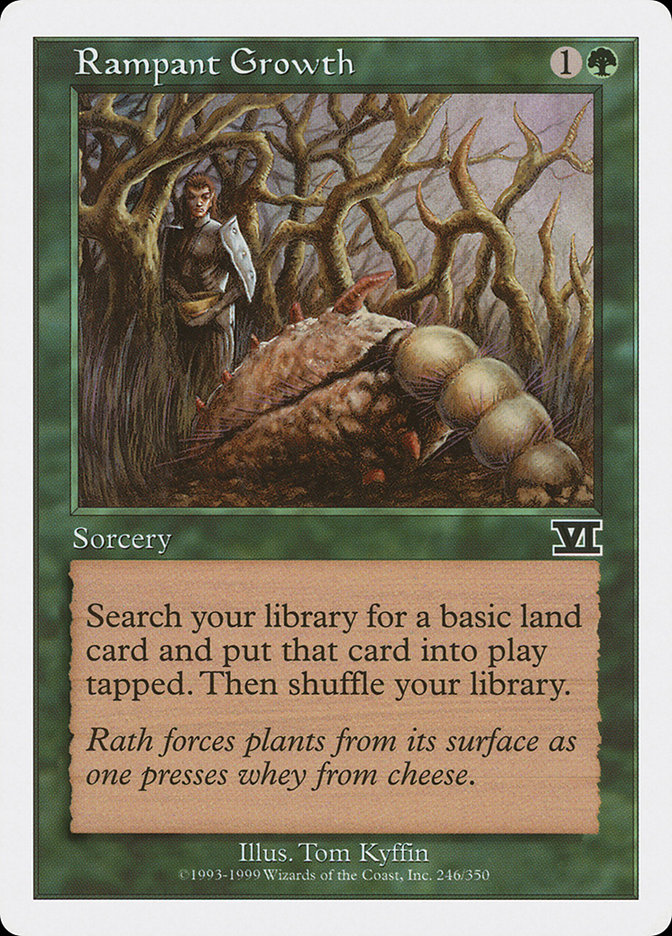 Rampant Growth
1
Sorcery
VI
Search your library for a basic land
card and put that card into play
tapped. Then shuffle your library.
Rath forces plants from its surface as
one presses whey from cheese.
Illus. Tom Kyffin
©1993-1999 Wizards of the Coast, Inc. 246/350